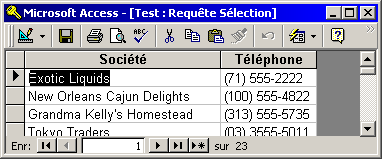 Microsoft Access - [Test : Requête Sélection]
Société Téléphone
Exotic Liquids (71) 555-2222
New Orleans Cajun Delights (100) 555-4822
Grandma Kelly's Homestead (313) 555-5735
Tokyo Traders (03) 3555-5011
Enr: 1 sur 23